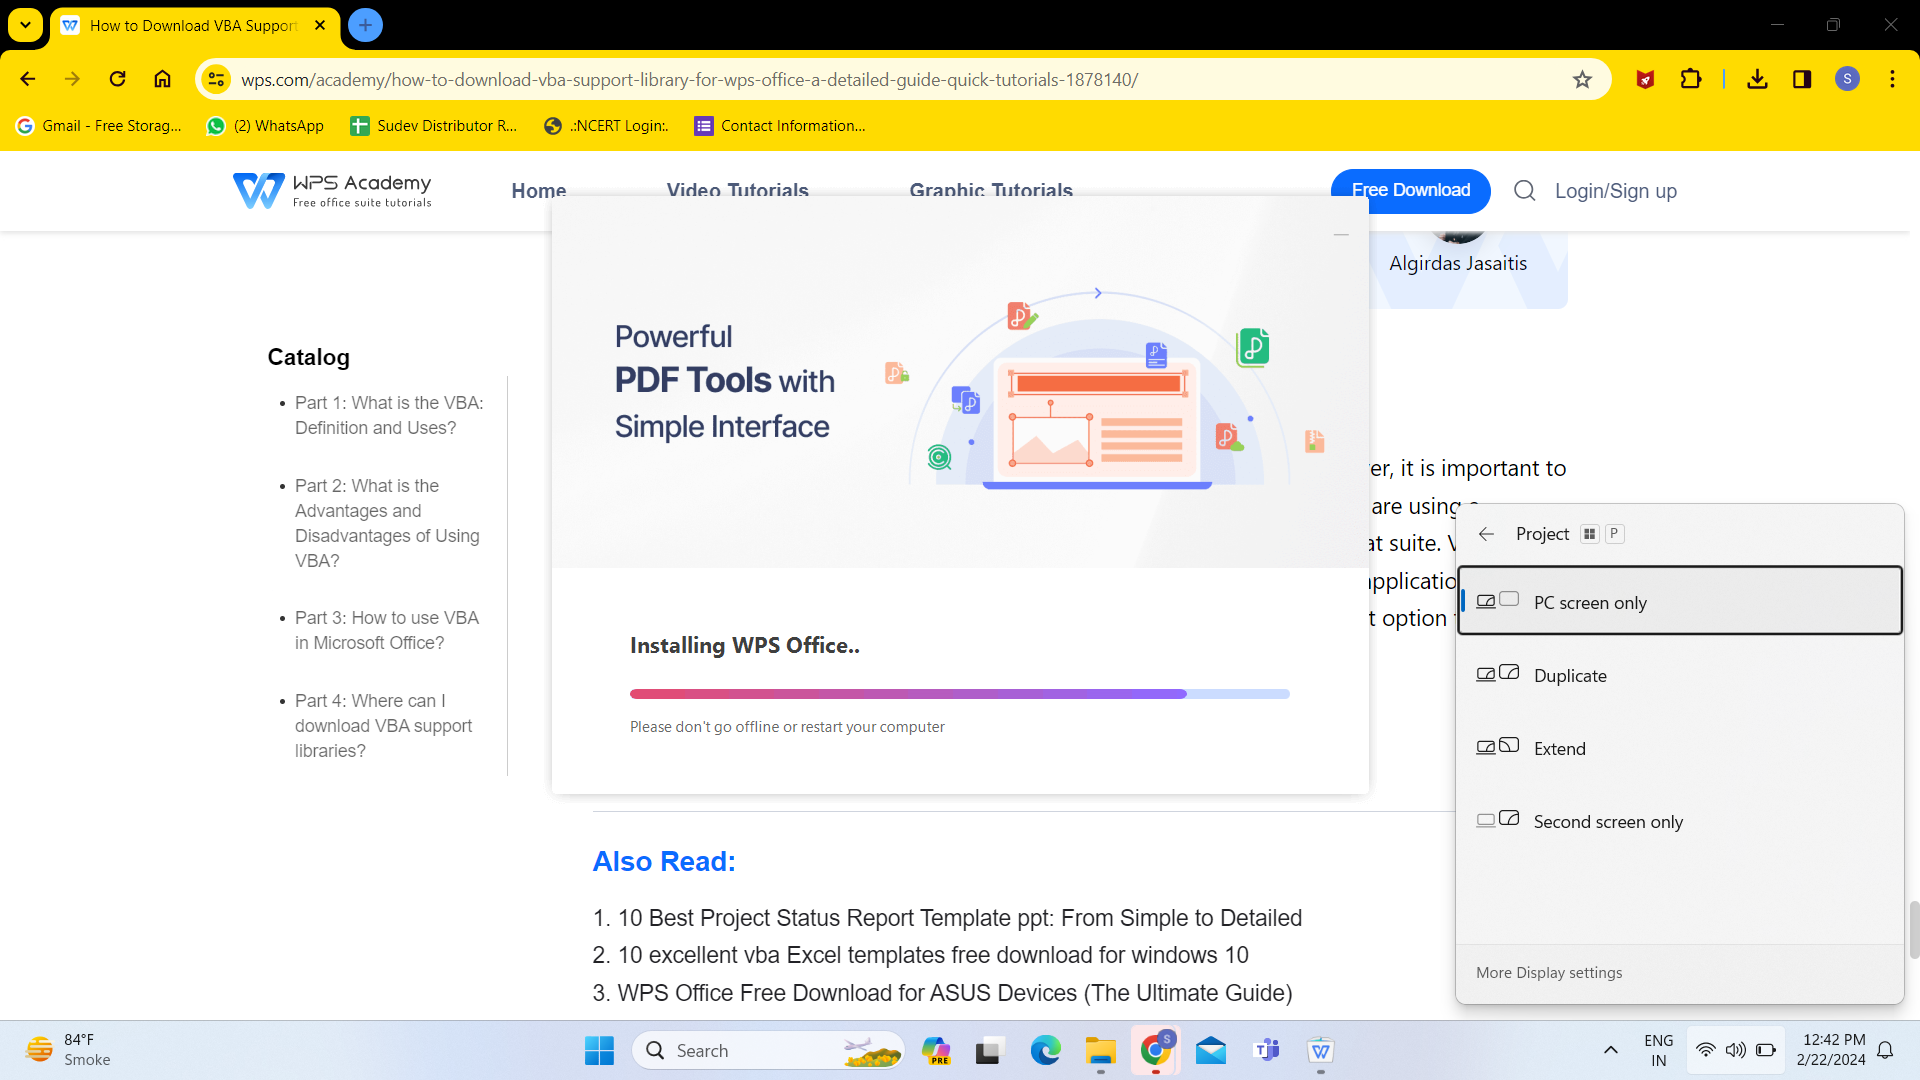 How to Download VBA Support
wps.com/academy/how-to-download-vba-support-library-for-wps-office-a-detailed-guide-quick-tutorials-1878140/
S
Gmail - Free Storag...
(2) WhatsApp
Sudev Distributor R...
.:NCERT Login:.
Contact Information...
WPS Academy
Free office suite tutorials
Home
Video Tutorials
Graphic Tutorials
Free Download
Login/Sign up
Algirdas Jasaitis
Catalog
Part 1: What is the VBA:
Definition and Uses?
Part 2: What is the
Advantages and
Disadvantages of Using
VBA?
Part 3: How to use VBA
in Microsoft Office?
Part 4: Where can I
download VBA support
libraries?
Powerful
PDF Tools with
Simple Interface
Installing WPS Office..
Please don't go offline or restart your computer
it is important to
are using
suite.
option
Project P
PC screen only
Duplicate
Extend
Second screen only
More Display settings
Also Read:
1. 10 Best Project Status Report Template ppt: From Simple to Detailed
2. 10 excellent vba Excel templates free download for windows 10
3. WPS Office Free Download for ASUS Devices (The Ultimate Guide)
84°F
Smoke
Search
PRE
S
ENG
IN
12:42 PM
2/22/2024